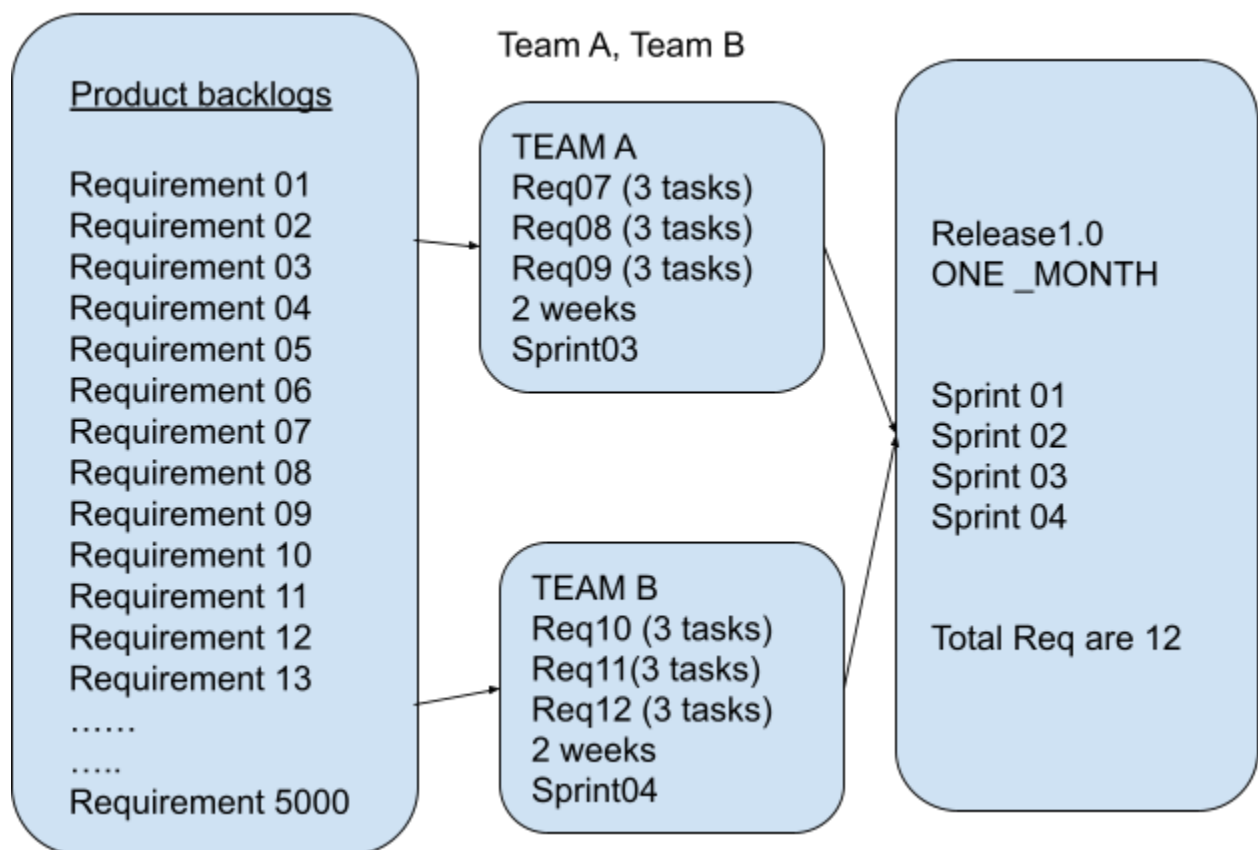 Team A, Team B
Product backlogs
Requirement 01
Requirement 02
Requirement 03
Requirement 04
Requirement 05
Requirement 06
Requirement 07
Requirement 08
Requirement 09
Requirement 10
Requirement 11
Requirement 12
Requirement 13
……
…..
Requirement 5000
TEAM A
Req07 (3 tasks)
Req08 (3 tasks)
Req09 (3 tasks)
2 weeks
Sprint03
TEAM B
Req10 (3 tasks)
Req11(3 tasks)
Req12 (3 tasks)
2 weeks
Sprint04
Release1.0
ONE _MONTH
Sprint 01
Sprint 02
Sprint 03
Sprint 04
Total Req are 12